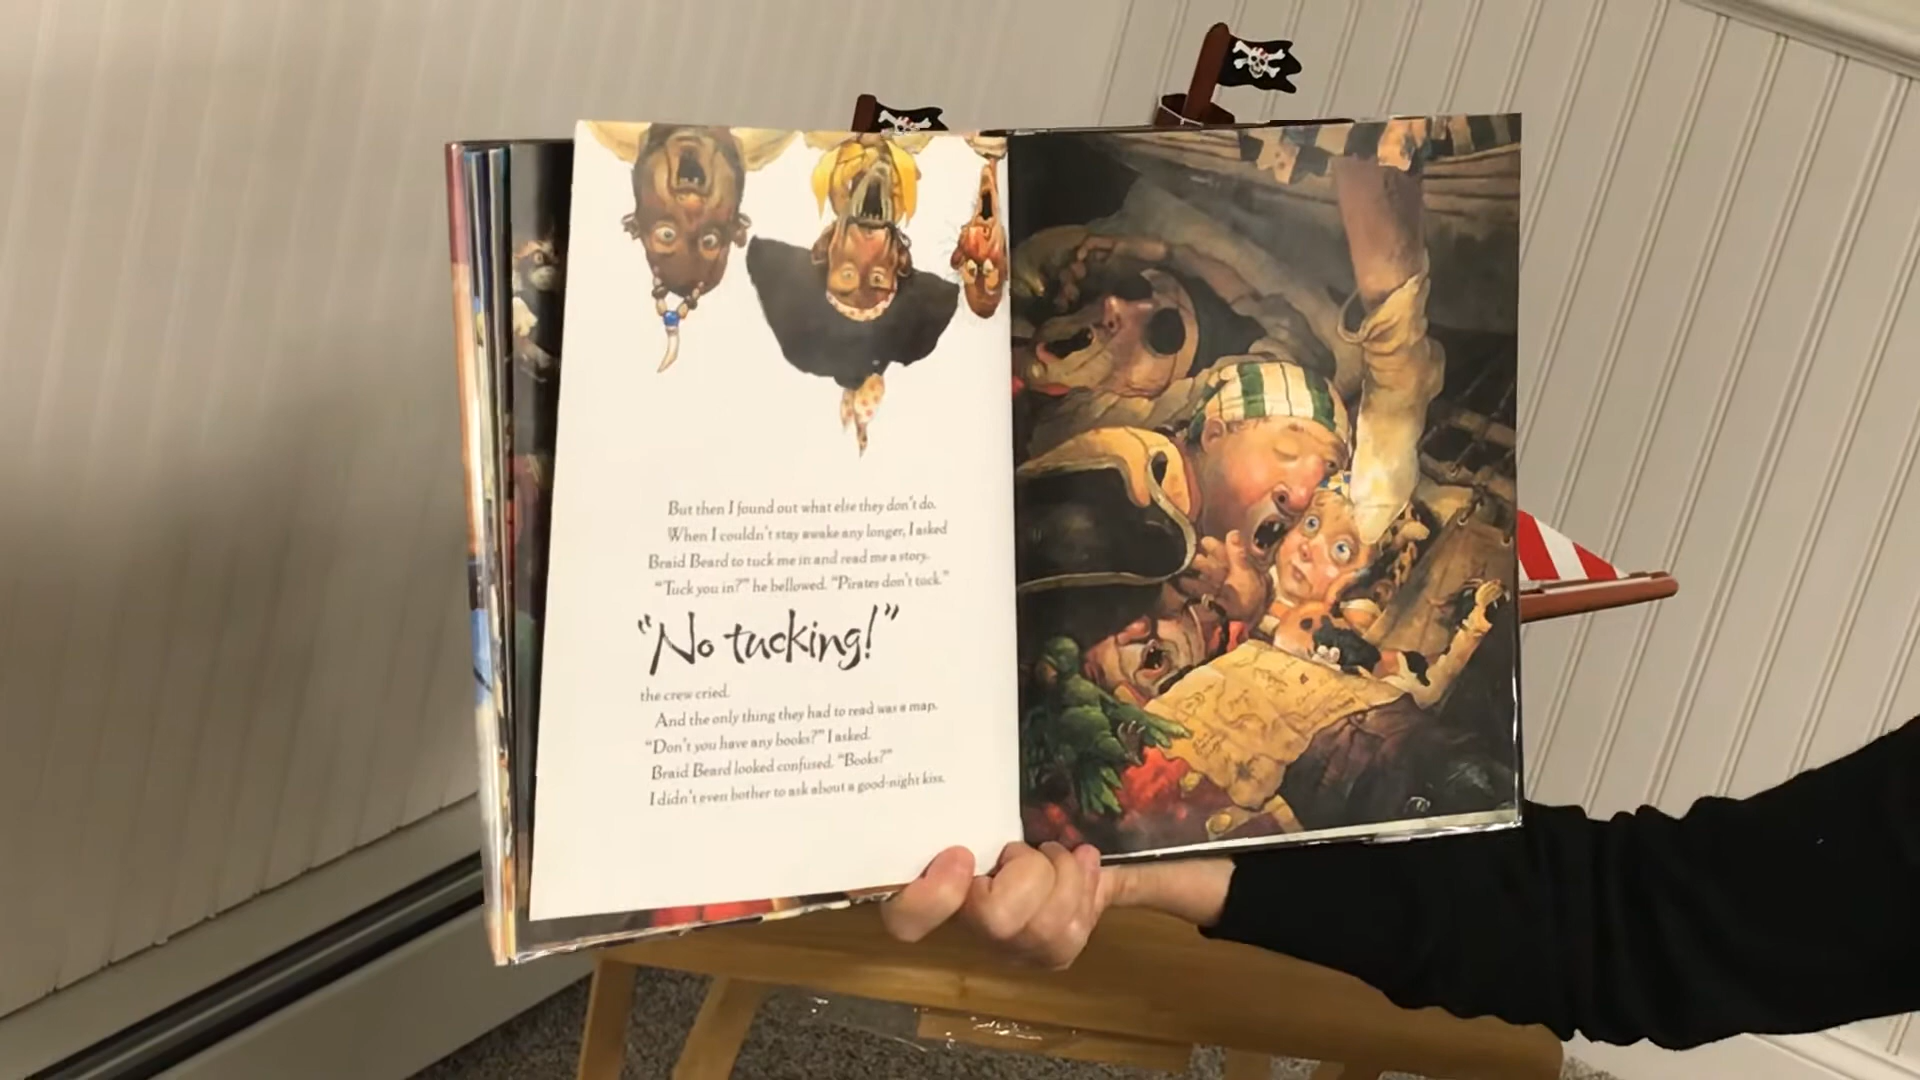 But then I found out what else they don't do.
When I couldn't stay awake any longer, I asked
Braid Beard to tuck me in and read me a story.
"Tuck you in?" he bellowed. "Pirates don't tuck."
"No tucking!"
the crew cried.
And the only thing they had to read was a map.
"Don't you have any books?" I asked.
Braid Beard looked confused. "Books?"
I didn't even bother to ask about a good-night kiss.